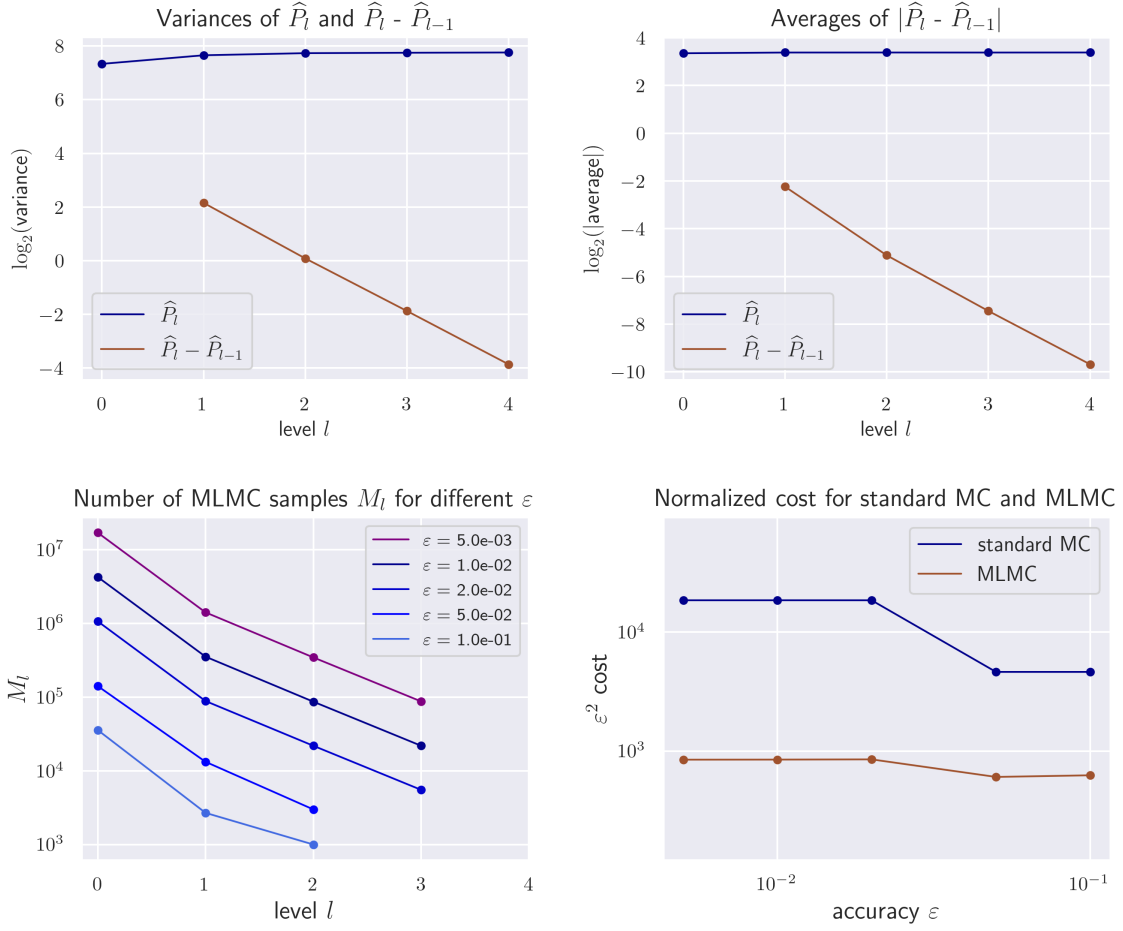 Variances of P̂_l and P̂_l - P̂_{l−1}
8
6
4
2
0
−2
−4
log₂(variance)
P̂_l
P̂_l − P̂_{l−1}
0 1 2 3 4
level l
Averages of |P̂_l - P̂_{l−1}|
4
2
0
−2
−4
−6
−8
−10
log₂(|average|)
P̂_l
P̂_l - P̂_{l−1}
0 1 2 3 4
level l
Number of MLMC samples M_l for different ε
10⁷
10⁶
10⁵
10⁴
10³
M_l
ε = 5.0e-03
ε = 1.0e-02
ε = 2.0e-02
ε = 5.0e-02
ε = 1.0e-01
0 1 2 3 4
level l
Normalized cost for standard MC and MLMC
standard MC
MLMC
10⁴
10³
ε² cost
10⁻² 10⁻¹
accuracy ε